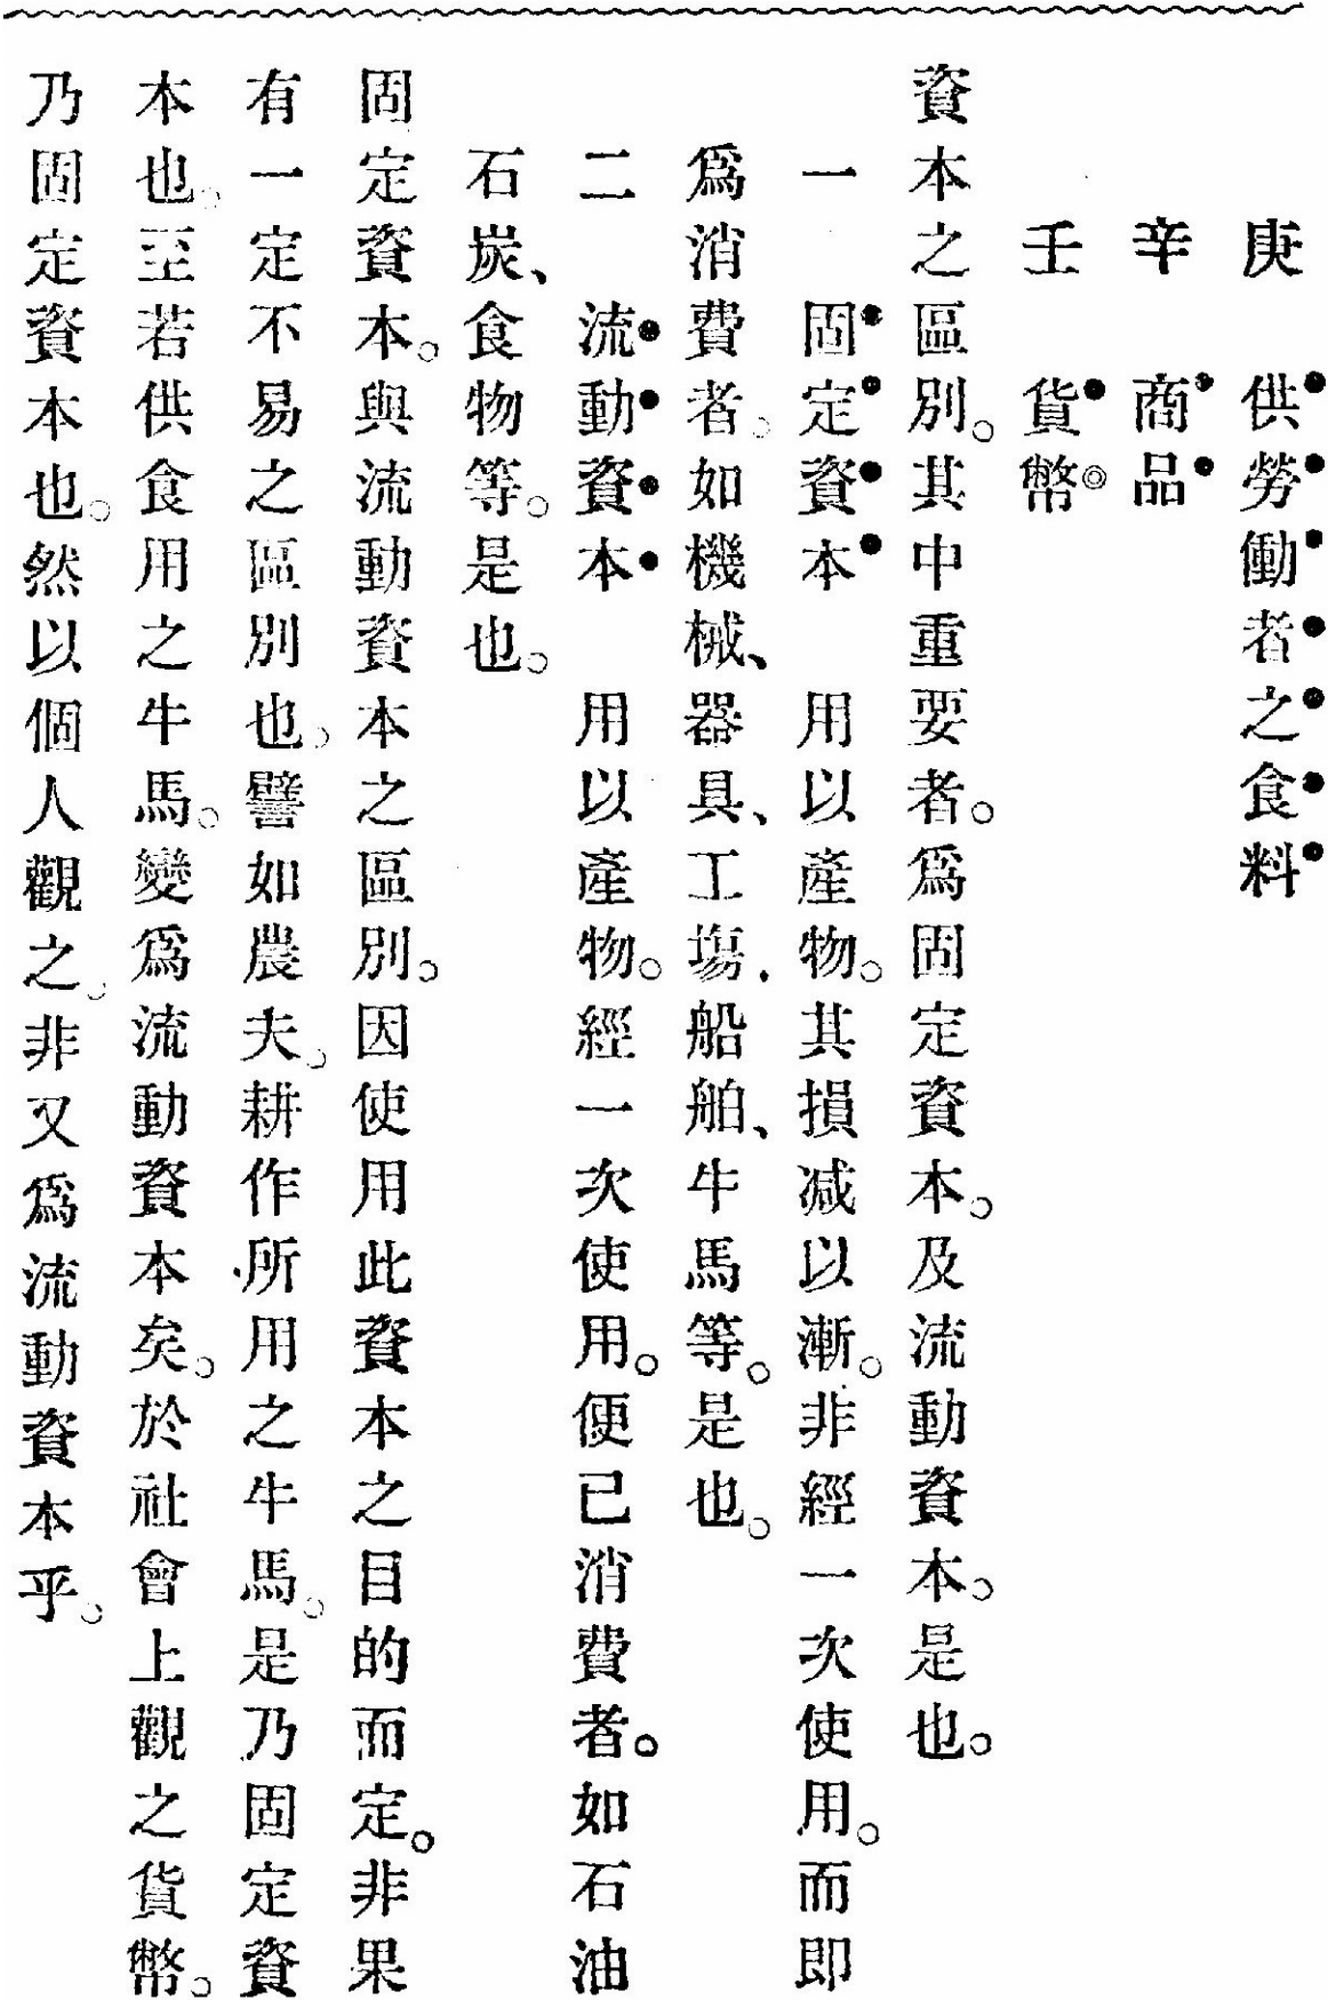 庚　供勞働者之食料
辛　商品
壬　貨幣
資本之區別。其中重要者。爲固定資本。及流動資本。是也。
一　固定資本　用以產物。其損減以漸。非經一次使用。而即
爲消費者。如機械、器具、工塲、船舶、牛馬等。是也。
二　流動資本　用以產物。經一次使用。便已消費者。如石油
石炭、食物等。是也。
固定資本。與流動資本之區別。因使用此資本之目的而定。非果
有一定不易之區別也。譬如農夫。耕作所用之牛馬。是乃固定資
本也。至若供食用之牛馬。變爲流動資本矣。於社會上觀之貨幣。
乃固定資本也。然以個人觀之。非又爲流動資本乎。